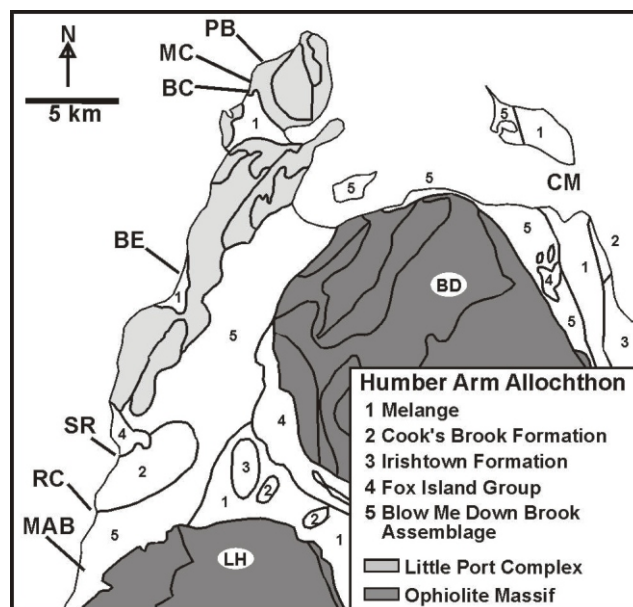 PB
N
MC
BC
5 km
1
5
1
5
CM
5
BE
5
2
1
4
1
BD
5
5
3
4
SR
4
2
3
2
RC
1
2
MAB
5
1
LH
Humber Arm Allochthon
1 Melange
2 Cook's Brook Formation
3 Irishtown Formation
4 Fox Island Group
5 Blow Me Down Brook
Assemblage
Little Port Complex
Ophiolite Massif